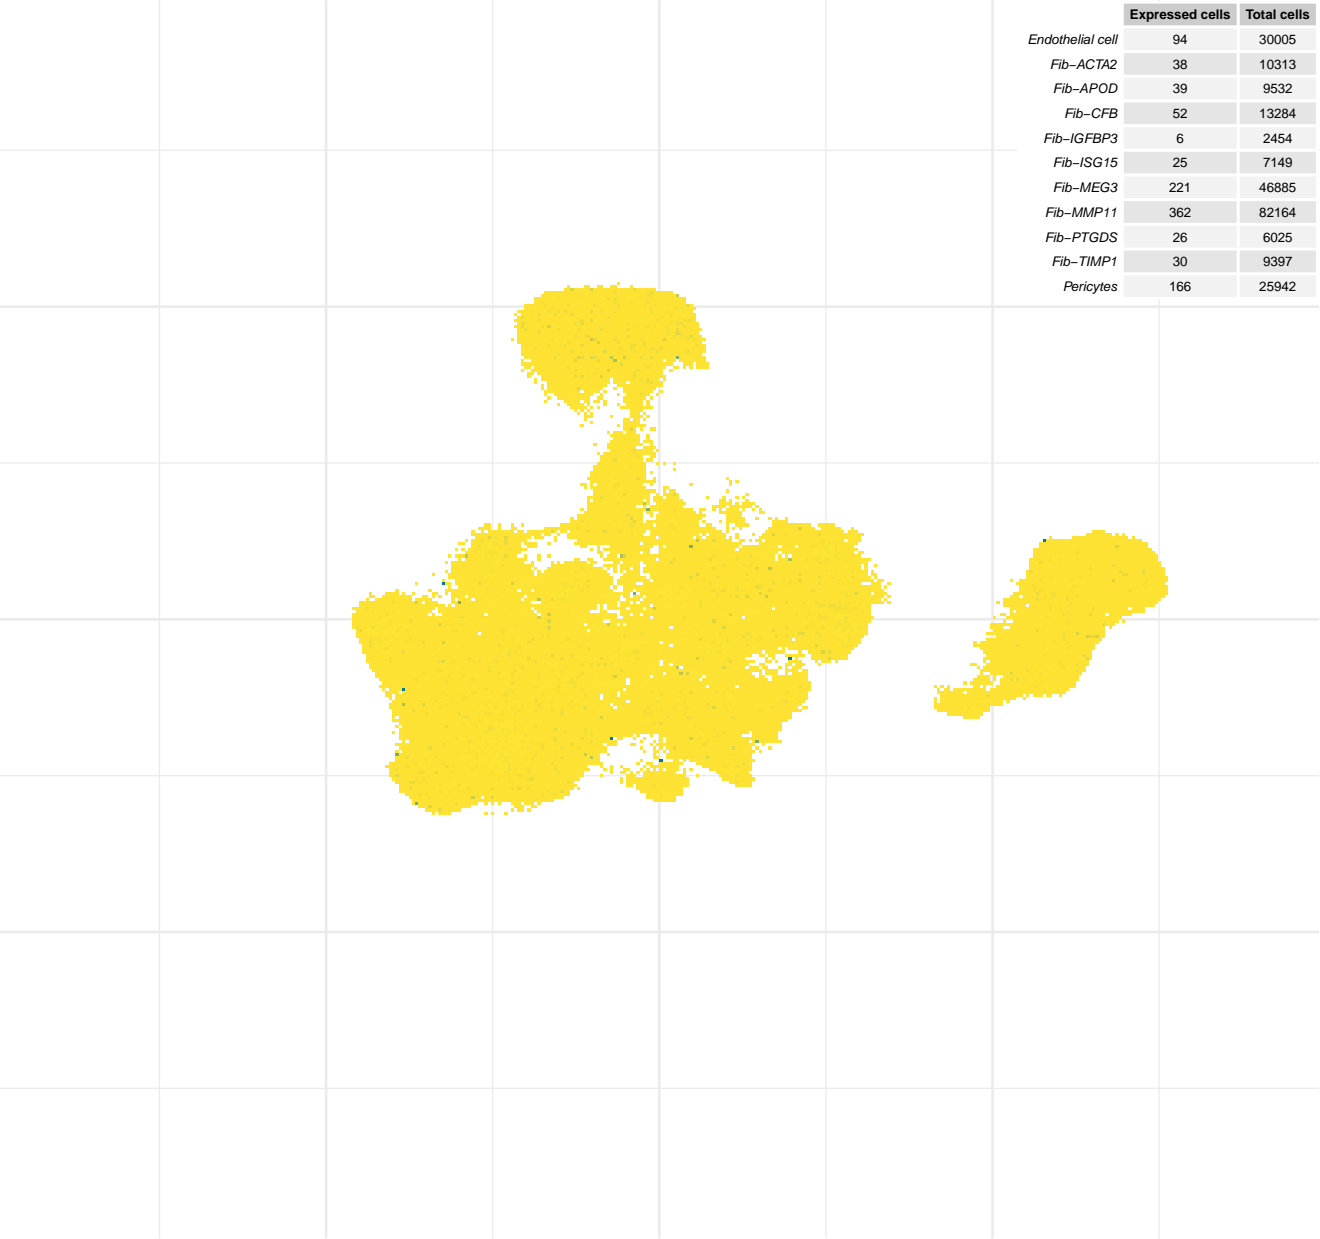 Expressed cells Total cells
Endothelial cell 94 30005
Fib−ACTA2 38 10313
Fib−APOD 39 9532
Fib−CFB 52 13284
Fib−IGFBP3 6 2454
Fib−ISG15 25 7149
Fib−MEG3 221 46885
Fib−MMP11 362 82164
Fib−PTGDS 26 6025
Fib−TIMP1 30 9397
Pericytes 166 25942